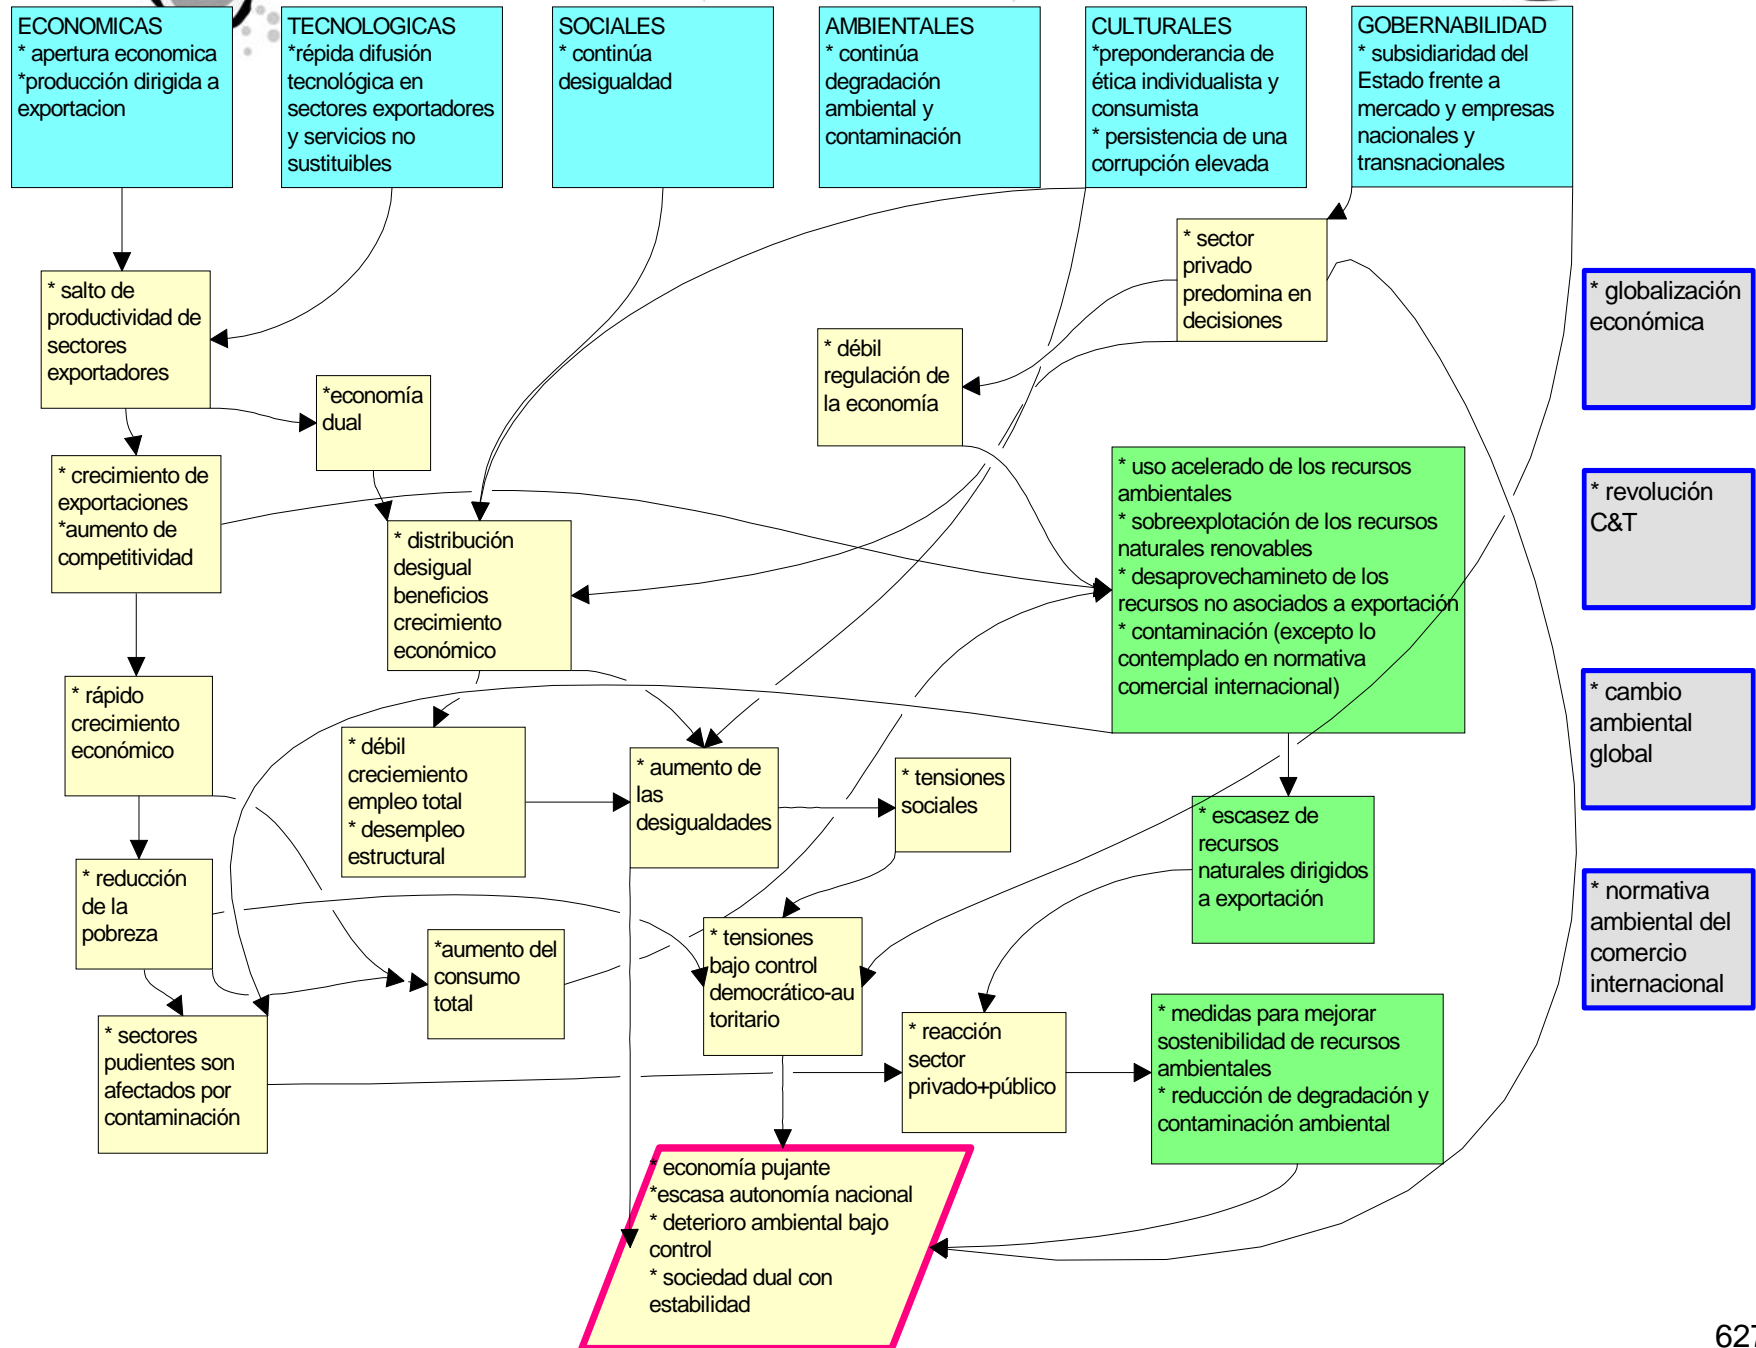 ECONOMICAS
* apertura economica
*producción dirigida a
exportacion
TECNOLOGICAS
*répida difusión
tecnológica en
sectores exportadores
y servicios no
sustituibles
SOCIALES
* continúa
desigualdad
AMBIENTALES
* continúa
degradación
ambiental y
contaminación
CULTURALES
*preponderancia de
ética individualista y
consumista
* persistencia de una
corrupción elevada
GOBERNABILIDAD
* subsidiaridad del
Estado frente a
mercado y empresas
nacionales y
transnacionales
* sector
privado
predomina en
decisiones
* salto de
productividad de
sectores
exportadores
* globalización
económica
* débil
regulación de
la economía
*economía
dual
* crecimiento de
exportaciones
*aumento de
competitividad
* uso acelerado de los recursos
ambientales
* sobreexplotación de los recursos
naturales renovables
* desaprovechamineto de los
recursos no asociados a exportación
* contaminación (excepto lo
contemplado en normativa
comercial internacional)
* revolución
C&T
* distribución
desigual
beneficios
crecimiento
económico
* rápido
crecimiento
económico
* cambio
ambiental
global
* débil
creciemiento
empleo total
* desempleo
estructural
* aumento de
las
desigualdades
* tensiones
sociales
* escasez de
recursos
naturales dirigidos
a exportación
* reducción
de la
pobreza
* normativa
ambiental del
comercio
internacional
*aumento del
consumo
total
* tensiones
bajo control
democrático-au
toritario
* sectores
pudientes son
afectados por
contaminación
* reacción
sector
privado+público
* medidas para mejorar
sostenibilidad de recursos
ambientales
* reducción de degradación y
contaminación ambiental
* economía pujante
*escasa autonomía nacional
* deterioro ambiental bajo
control
* sociedad dual con
estabilidad
627